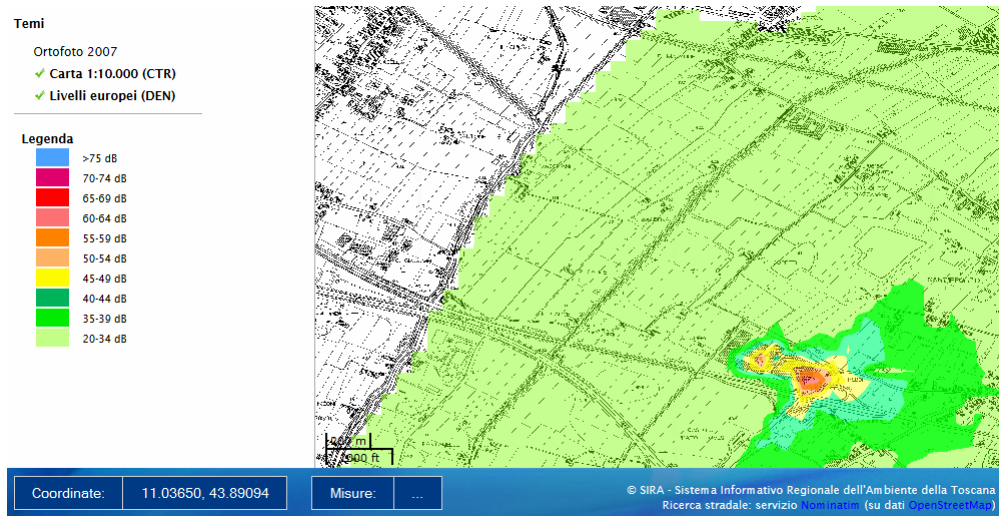 Temi
Ortofoto 2007
Carta 1:10.000 (CTR)
Livelli europei (DEN)
Legenda
>75 dB
70-74 dB
65-69 dB
60-64 dB
55-59 dB
50-54 dB
45-49 dB
40-44 dB
35-39 dB
20-34 dB
Coordinate: 11.03650, 43.89094 Misure: ...
© SIRA - Sistema Informativo Regionale dell'Ambiente della Toscana
Ricerca stradale: servizio Nominatim (su dati OpenStreetMap)